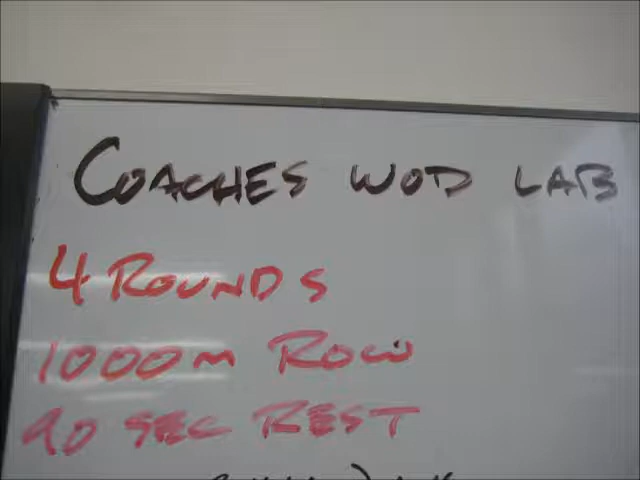 COACHES WOD LAB
4 ROUNDS
1000m ROW
90 SEC REST